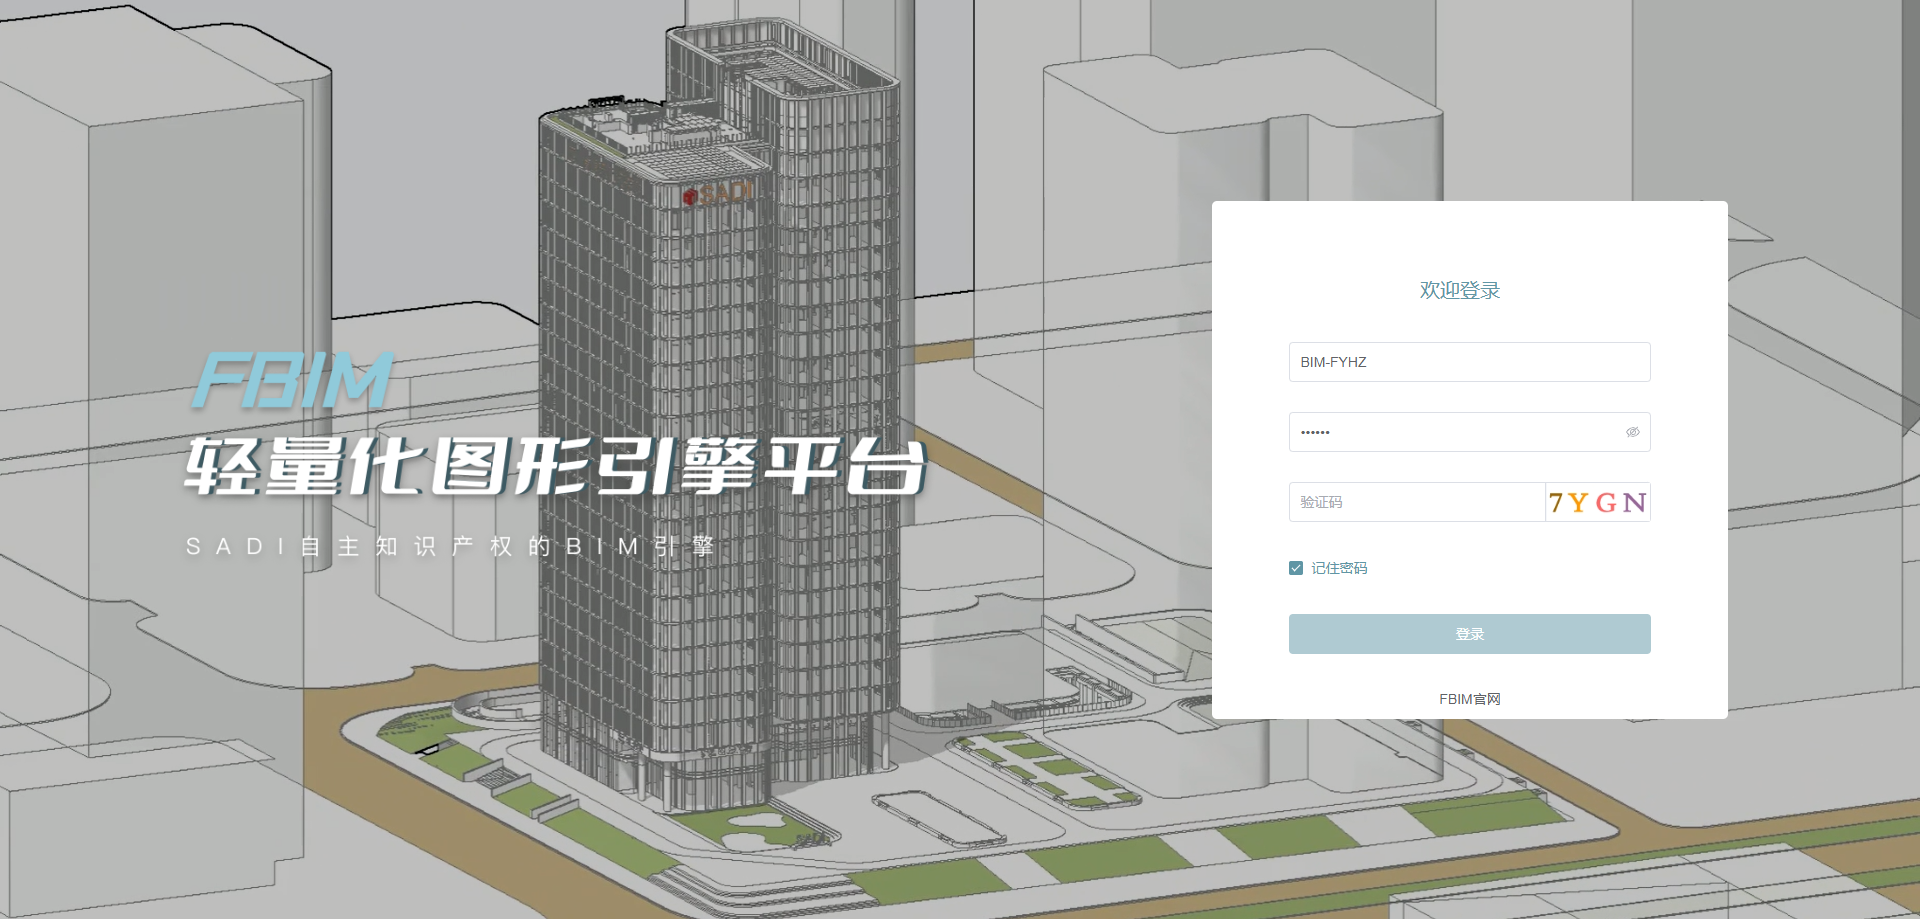 SADI
FBIM
轻量化图形引擎平台
SADI自主知识产权的BIM引擎
欢迎登录
BIM-FYHZ
••••••
验证码
7YGN
记住密码
登录
FBIM官网